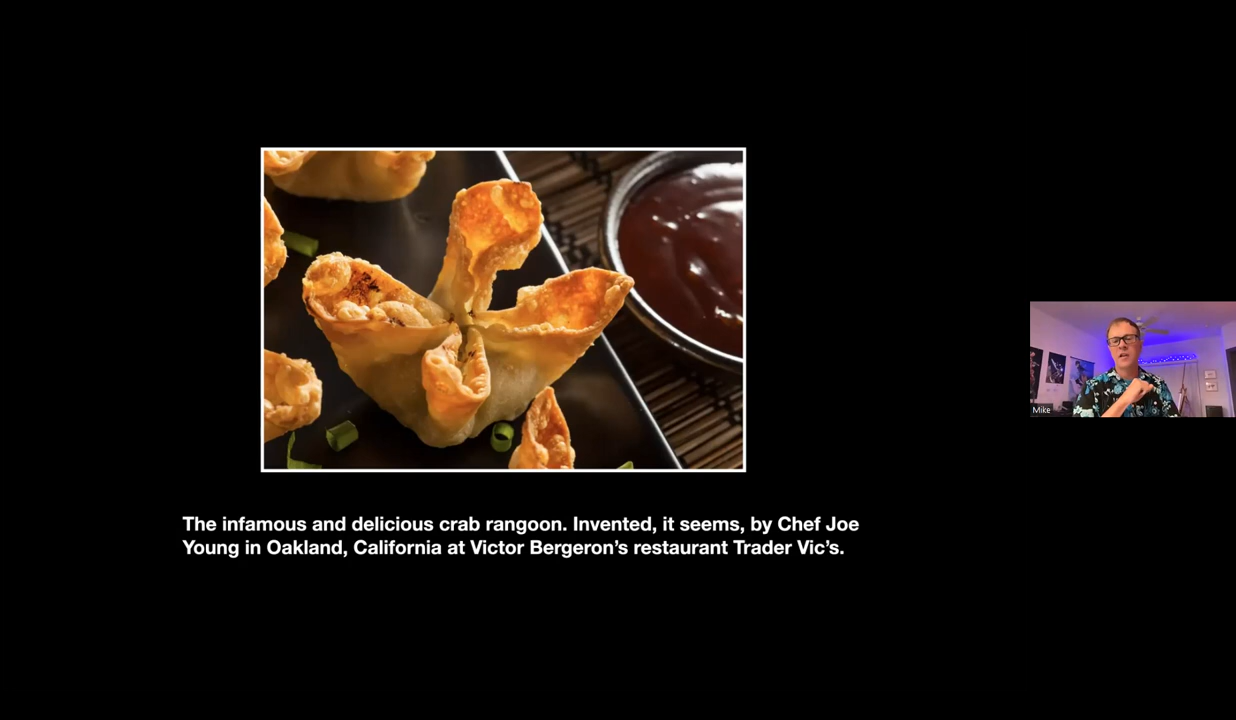 The infamous and delicious crab rangoon. Invented, it seems, by Chef Joe
Young in Oakland, California at Victor Bergeron’s restaurant Trader Vic’s.
Mike